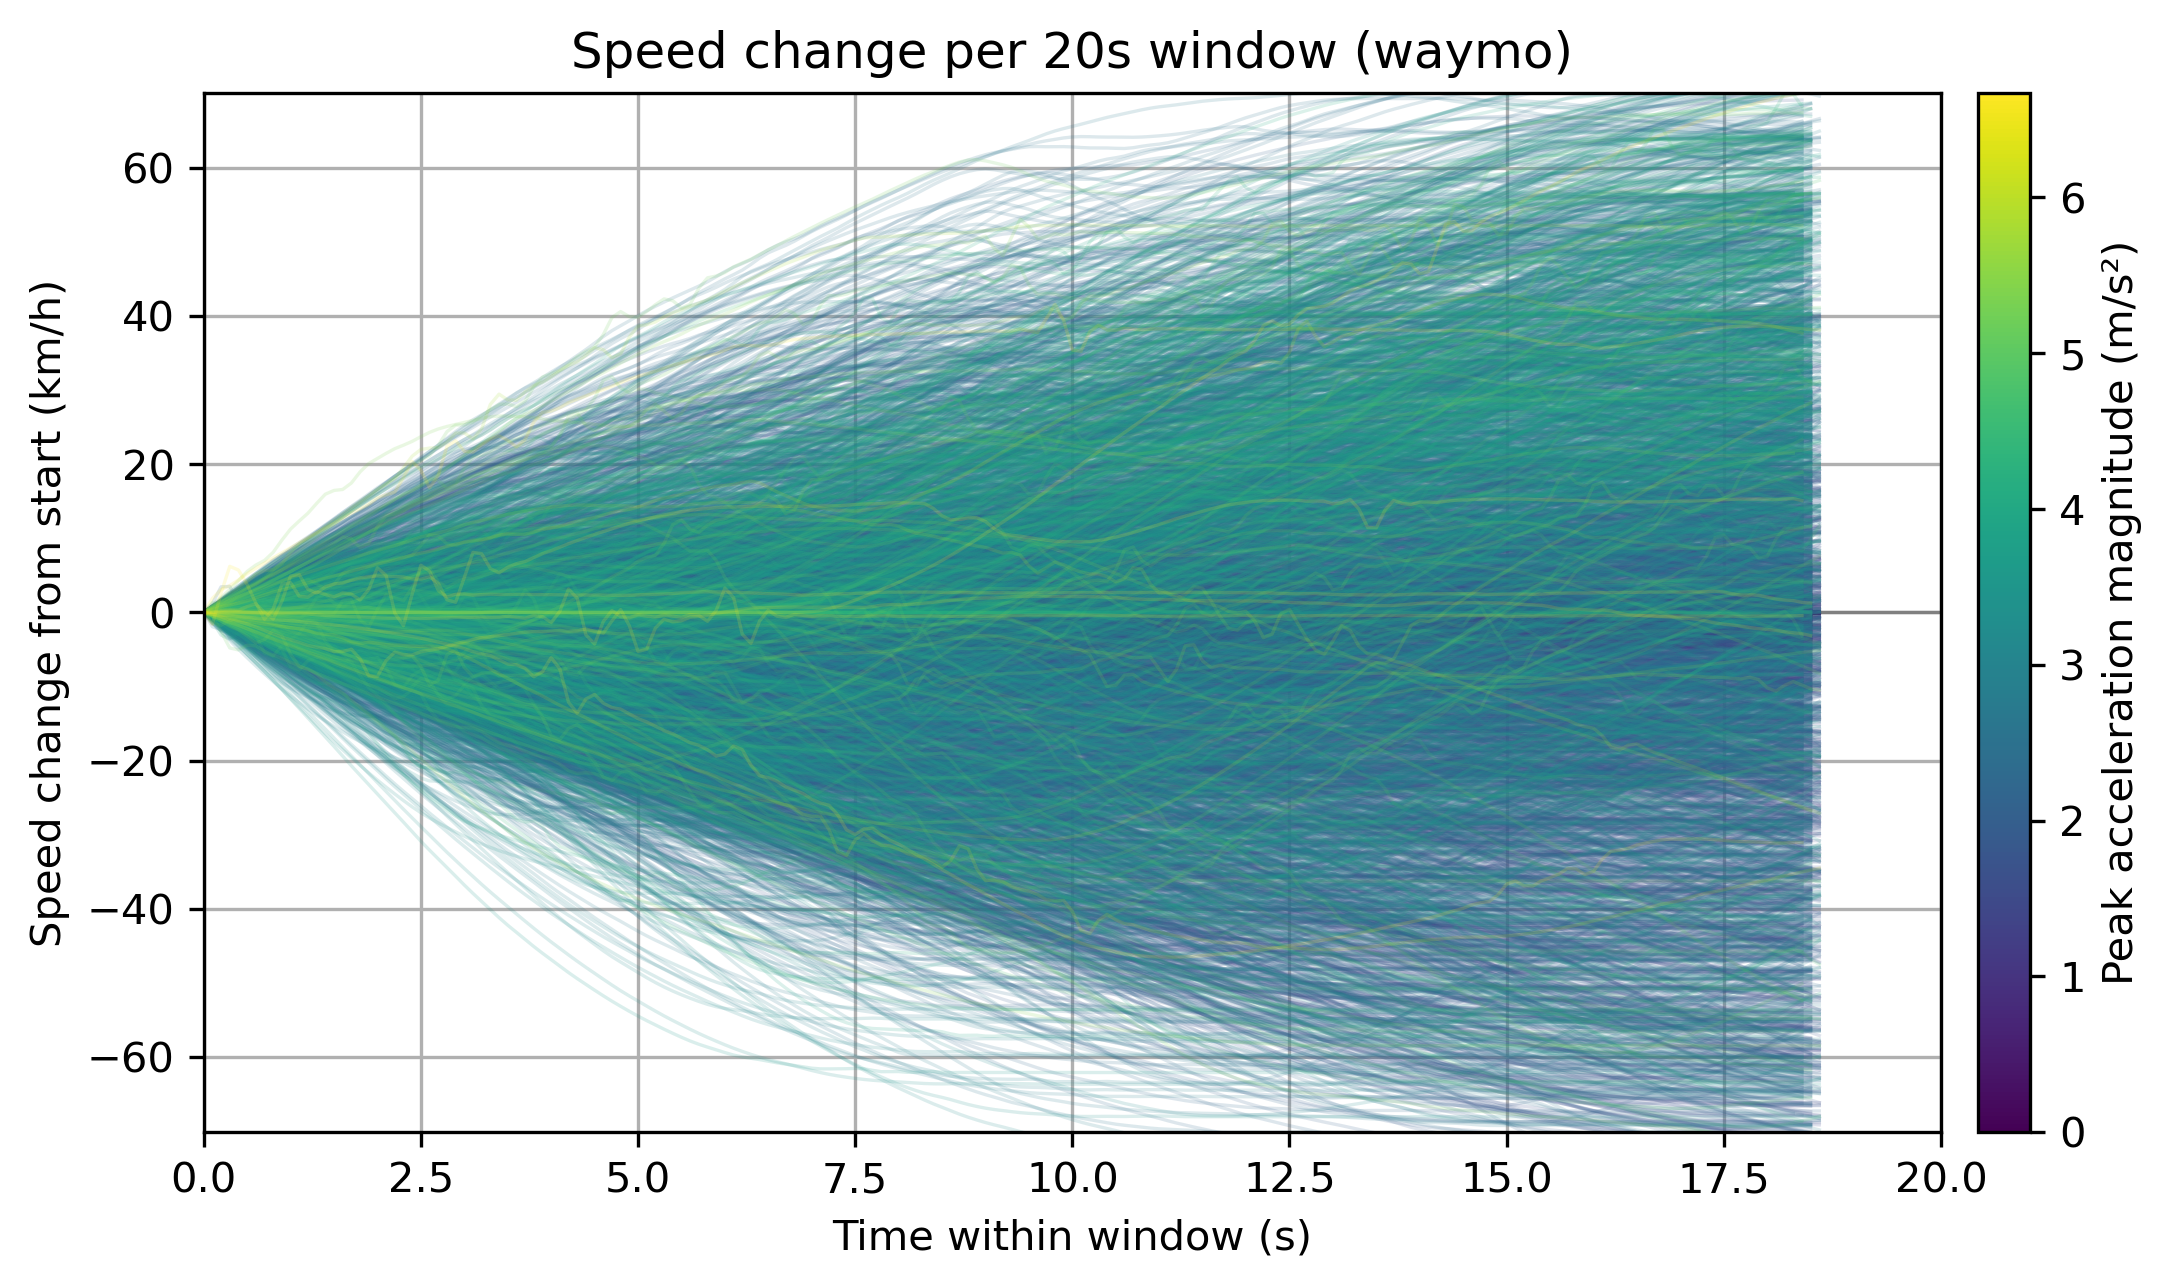 Speed change per 20s window (waymo)
Speed change from start (km/h)
60
40
20
0
−20
−40
−60
0.0 2.5 5.0 7.5 10.0 12.5 15.0 17.5 20.0
Time within window (s)
6
5
4
3
2
1
0
Peak acceleration magnitude (m/s²)